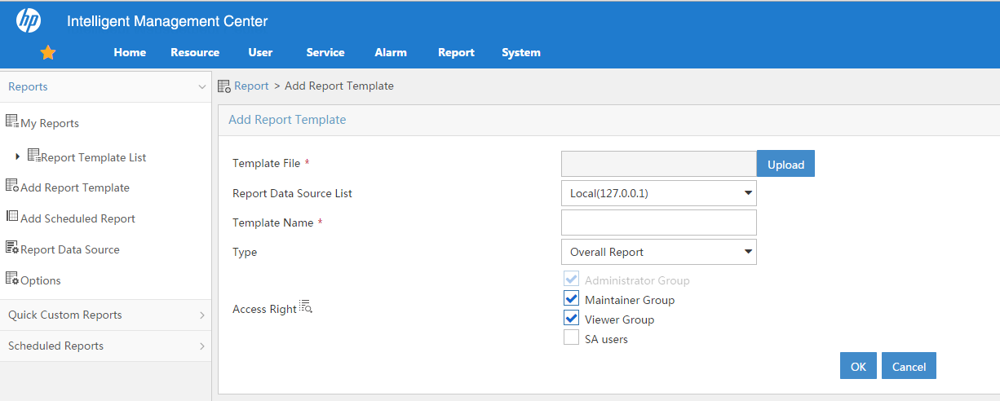 hp Intelligent Management Center
Home Resource User Service Alarm Report System
Reports
My Reports
Report Template List
Add Report Template
Add Scheduled Report
Report Data Source
Options
Quick Custom Reports
Scheduled Reports
Report > Add Report Template
Add Report Template
Template File * Upload
Report Data Source List Local(127.0.0.1)
Template Name *
Type Overall Report
Access Right
Administrator Group
Maintainer Group
Viewer Group
SA users
OK Cancel